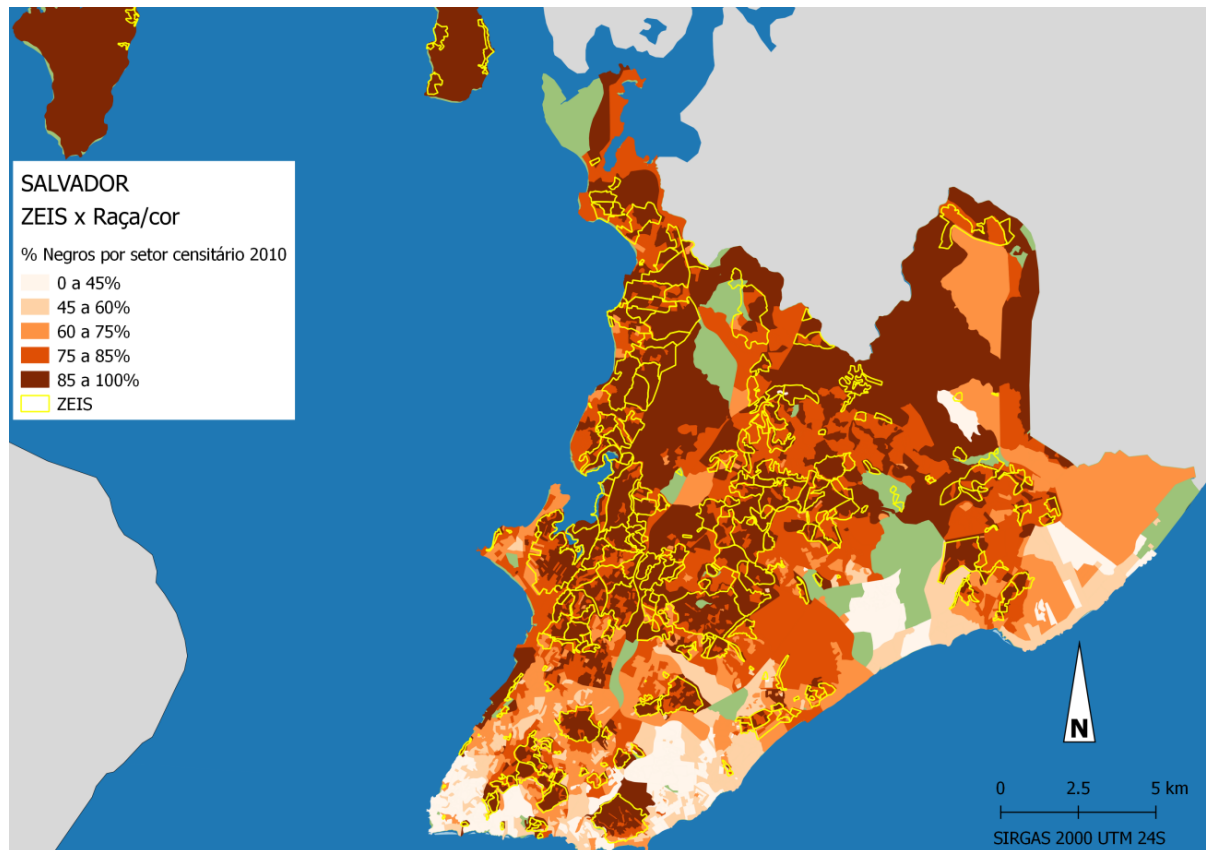 SALVADOR
ZEIS x Raça/cor
% Negros por setor censitário 2010
0 a 45%
45 a 60%
60 a 75%
75 a 85%
85 a 100%
ZEIS
N
0 2.5 5 km
SIRGAS 2000 UTM 24S